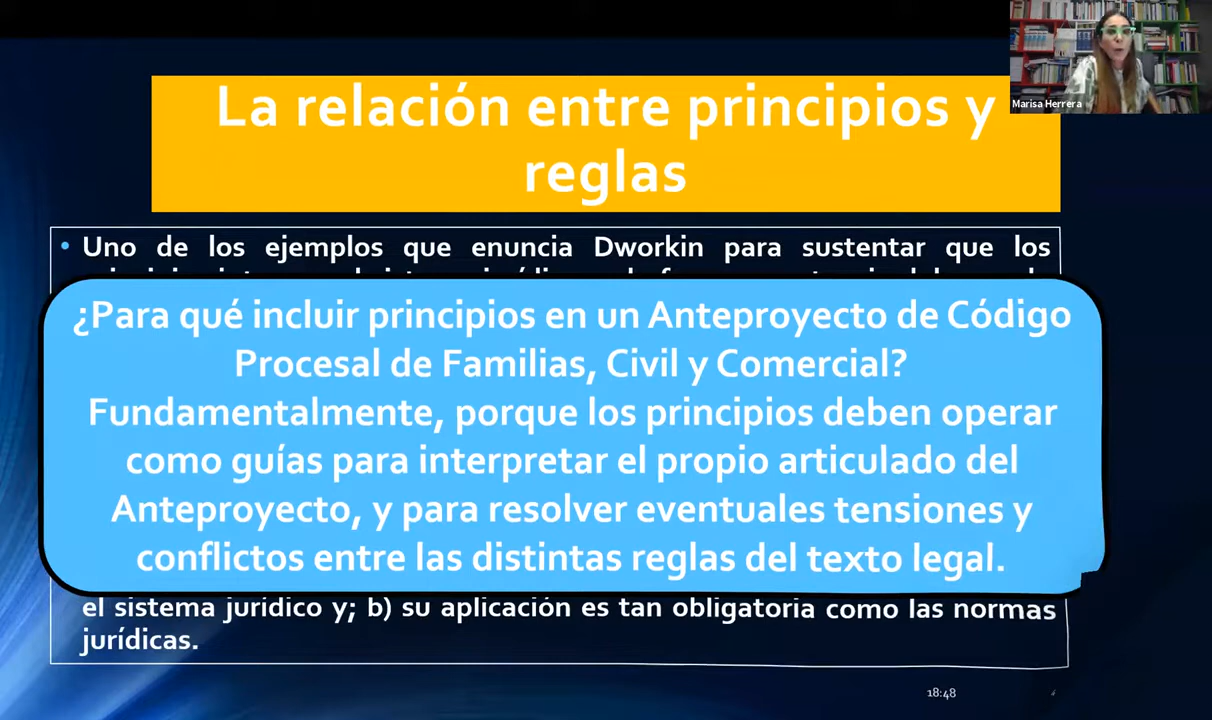 Marisa Herrera
La relación entre principios y
reglas
• Uno de los ejemplos que enuncia Dworkin para sustentar que los
¿Para qué incluir principios en un Anteproyecto de Código
Procesal de Familias, Civil y Comercial?
Fundamentalmente, porque los principios deben operar
como guías para interpretar el propio articulado del
Anteproyecto, y para resolver eventuales tensiones y
conflictos entre las distintas reglas del texto legal.
el sistema jurídico y; b) su aplicación es tan obligatoria como las normas
jurídicas.
18:48